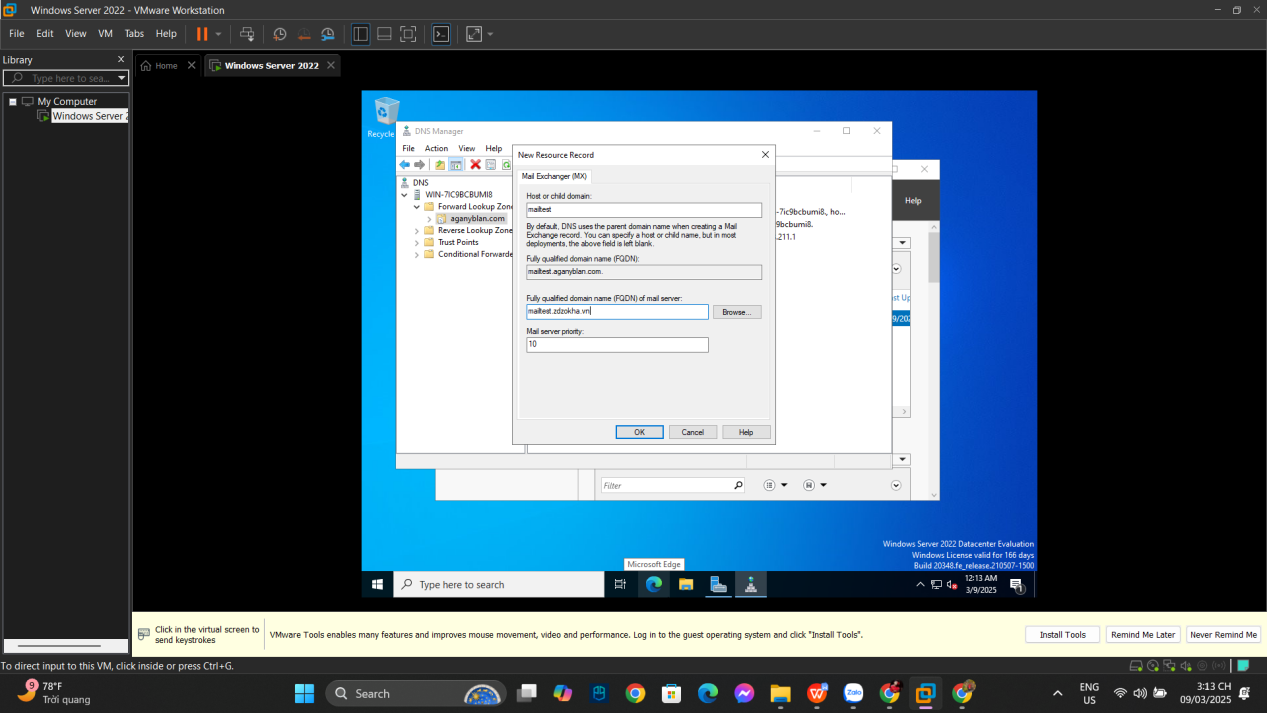 Windows Server 2022 - VMware Workstation
File Edit View VM Tabs Help
Library
Type here to sea...
Home
Windows Server 2022
My Computer
Windows Server 2
Recycle
DNS Manager
File Action View Help
DNS
WIN-7IC9BCBUMI8
Forward Lookup Zone
aganyblan.com
Reverse Lookup Zone
Trust Points
Conditional Forwarde
New Resource Record
Mail Exchanger (MX)
Host or child domain:
mailtest
By default, DNS uses the parent domain name when creating a Mail
Exchange record. You can specify a host or child name, but in most
deployments, the above field is left blank.
Fully qualified domain name (FQDN):
mailtest.aganyblan.com.
Fully qualified domain name (FQDN) of mail server:
mailtest.zdzokha.vn
Browse...
Mail server priority:
10
OK Cancel Help
-7ic9bcbumi8., ho...
9bcbumi8.
.211.1
Help
st Up
9/202
Filter
Windows Server 2022 Datacenter Evaluation
Windows License valid for 166 days
Build 20348.fe_release.210507-1500
Microsoft Edge
Type here to search
12:13 AM
3/9/2025
1
Click in the virtual screen to
send keystrokes
VMware Tools enables many features and improves mouse movement, video and performance. Log in to the guest operating system and click "Install Tools".
Install Tools Remind Me Later Never Remind Me
To direct input to this VM, click inside or press Ctrl+G.
9
78°F
Trời quang
Search
Zalo
ENG
US
3:13 CH
09/03/2025